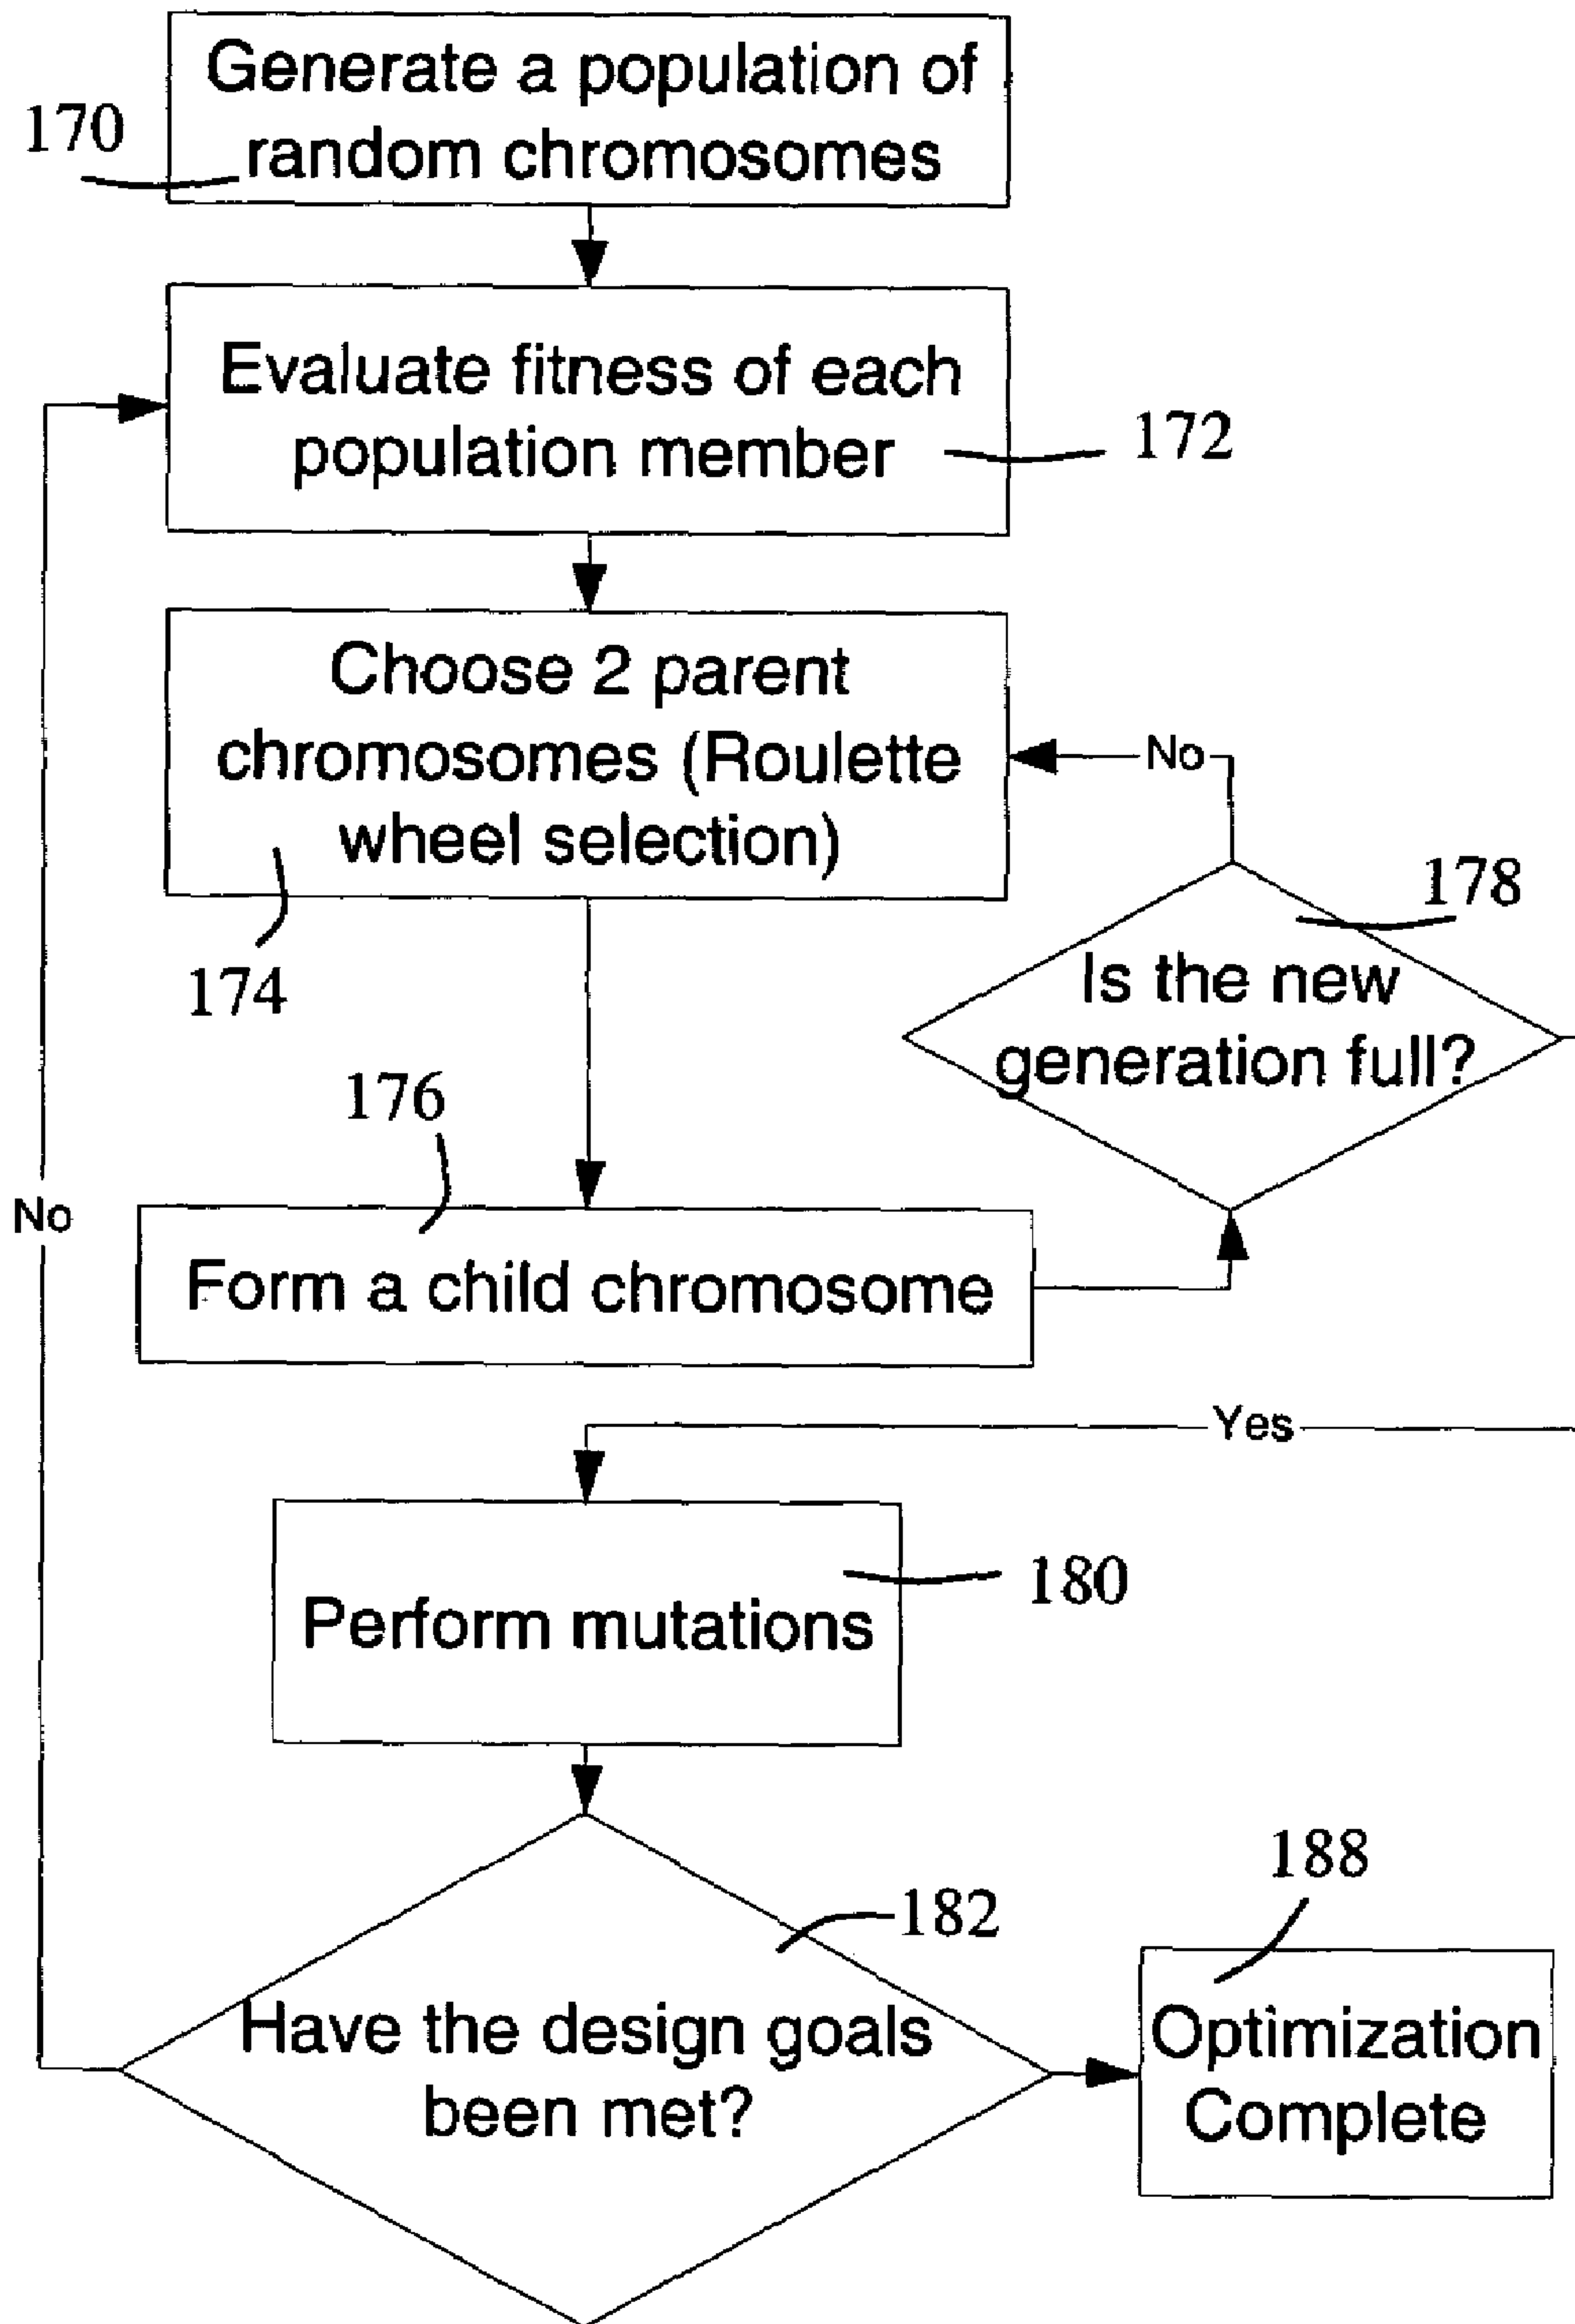 Generate a population of
random chromosomes
170
Evaluate fitness of each
population member
172
Choose 2 parent
chromosomes (Roulette
wheel selection)
174
No
178
Is the new
generation full?
176
No
Form a child chromosome
Yes
180
Perform mutations
182
188
Have the design goals
been met?
Optimization
Complete